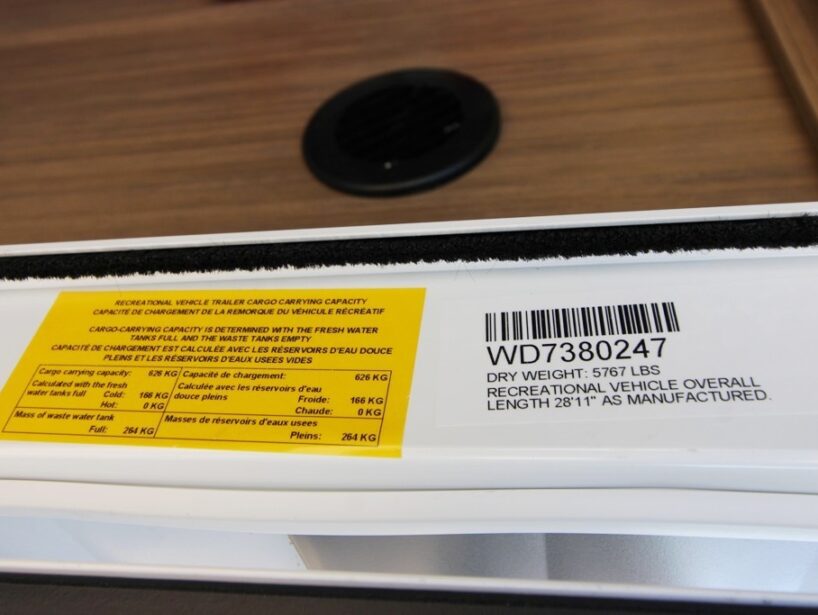 RECREATIONAL VEHICLE TRAILER CARGO CARRYING CAPACITY
CAPACITÉ DE CHARGEMENT DE LA REMORQUE DU VÉHICULE RÉCRÉATIF
CARGO-CARRYING CAPACITY IS DETERMINED WITH THE FRESH WATER
TANKS FULL AND THE WASTE TANKS EMPTY
CAPACITÉ DE CHARGEMENT EST CALCULÉE AVEC LES RÉSERVOIRS D'EAU DOUCE
PLEINS ET LES RÉSERVOIRS D'EAUX USEES VIDES
Cargo carrying capacity: 626 KG
Calculated with the fresh
water tanks full Cold: 166 KG
Hot: 0 KG
Mass of waste water tank
Full: 264 KG
Capacité de chargement: 626 KG
Calculée avec les réservoirs d'eau
douce pleins Froide: 166 KG
Chaude: 0 KG
Masses de réservoirs d'eaux usees
Pleins: 264 KG
WD7380247
DRY WEIGHT: 5767 LBS
RECREATIONAL VEHICLE OVERALL
LENGTH 28'11" AS MANUFACTURED.